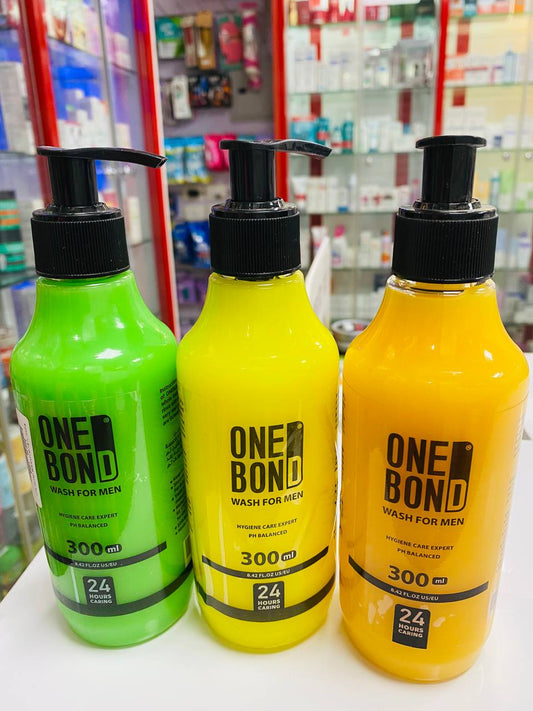 ONE
BOND
WASH FOR MEN
HYGIENE CARE EXPERT
PH BALANCED
300 ml
8.42 FL.OZ US/EU
24
HOURS
CARING
ONE
BOND
WASH FOR MEN
HYGIENE CARE EXPERT
PH BALANCED
300 ml
8.42 FL.OZ US/EU
24
HOURS
CARING
ONE
BOND
WASH FOR MEN
HYGIENE CARE EXPERT
PH BALANCED
300 ml
8.42 FL.OZ US/EU
24
HOURS
CARING